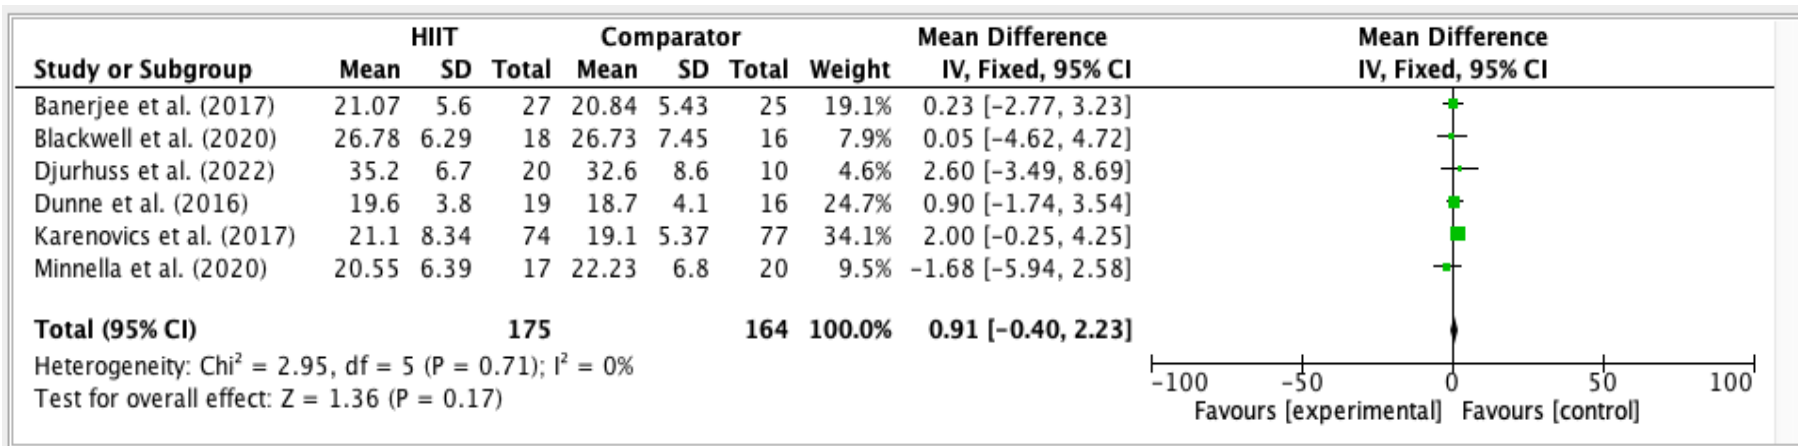 HIIT Comparator Mean Difference Mean Difference
Study or Subgroup Mean SD Total Mean SD Total Weight IV, Fixed, 95% CI IV, Fixed, 95% CI
Banerjee et al. (2017) 21.07 5.6 27 20.84 5.43 25 19.1% 0.23 [−2.77, 3.23]
Blackwell et al. (2020) 26.78 6.29 18 26.73 7.45 16 7.9% 0.05 [−4.62, 4.72]
Djurhuss et al. (2022) 35.2 6.7 20 32.6 8.6 10 4.6% 2.60 [−3.49, 8.69]
Dunne et al. (2016) 19.6 3.8 19 18.7 4.1 16 24.7% 0.90 [−1.74, 3.54]
Karenovics et al. (2017) 21.1 8.34 74 19.1 5.37 77 34.1% 2.00 [−0.25, 4.25]
Minnella et al. (2020) 20.55 6.39 17 22.23 6.8 20 9.5% −1.68 [−5.94, 2.58]
Total (95% CI) 175 164 100.0% 0.91 [−0.40, 2.23]
Heterogeneity: Chi² = 2.95, df = 5 (P = 0.71); I² = 0%
Test for overall effect: Z = 1.36 (P = 0.17)
−100 −50 0 50 100
Favours [experimental] Favours [control]